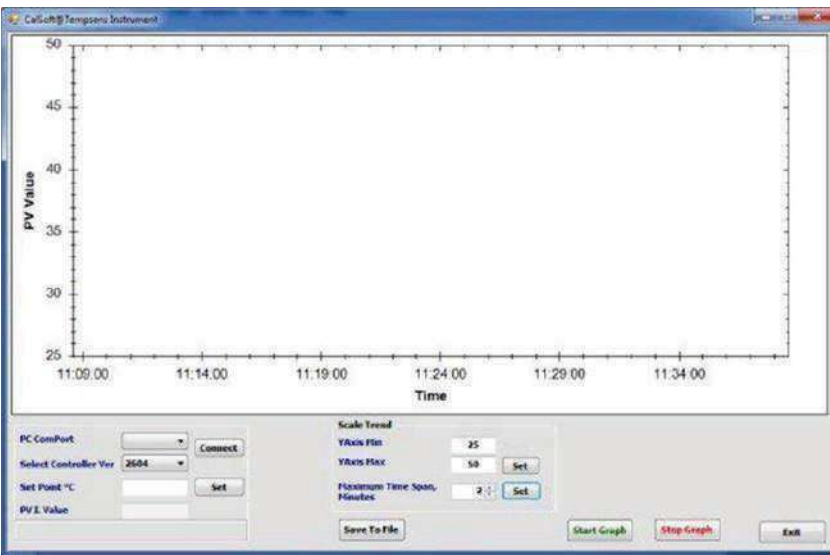 CalSoft@Tempsens Instrument
50
45
40
35
30
25
PV Value
11:09:00 11:14:00 11:19:00 11:24:00 11:29:00 11:34:00
Time
PC ComPort
Connect
Select Controller Ver 2604
Set Point °C Set
PV1 Value
Scale Trend
YAxis Min 25
YAxis Max 50 Set
Maximum Time Span,
Minutes 2 Set
Save To File
Start Graph Stop Graph Exit